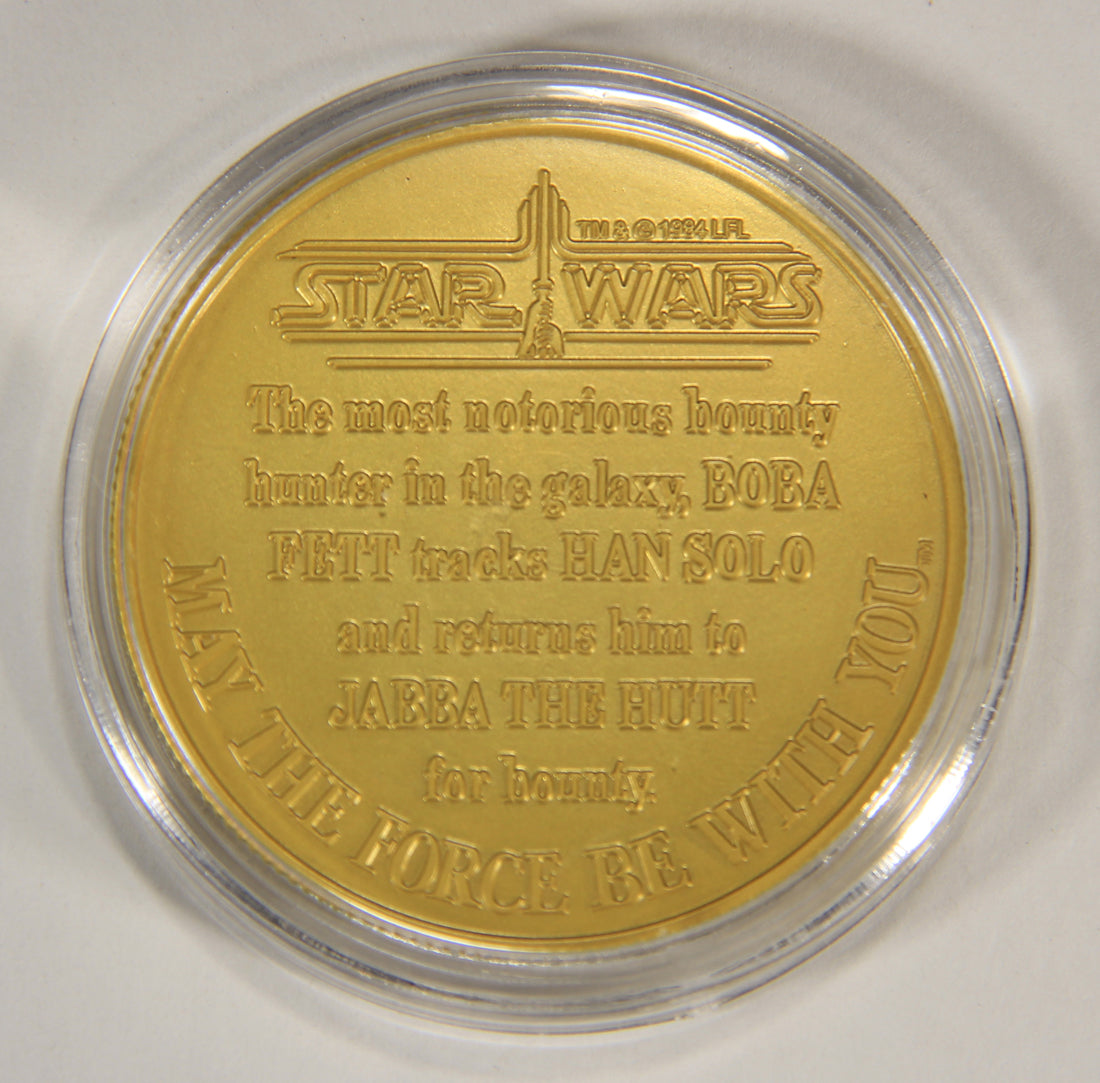 TM & © 1994 LFL
STAR WARS
The most notorious bounty
hunter in the galaxy, BOBA
FETT tracks HAN SOLO
and returns him to
JABBA THE HUTT
for bounty.
MAY THE FORCE BE WITH YOU